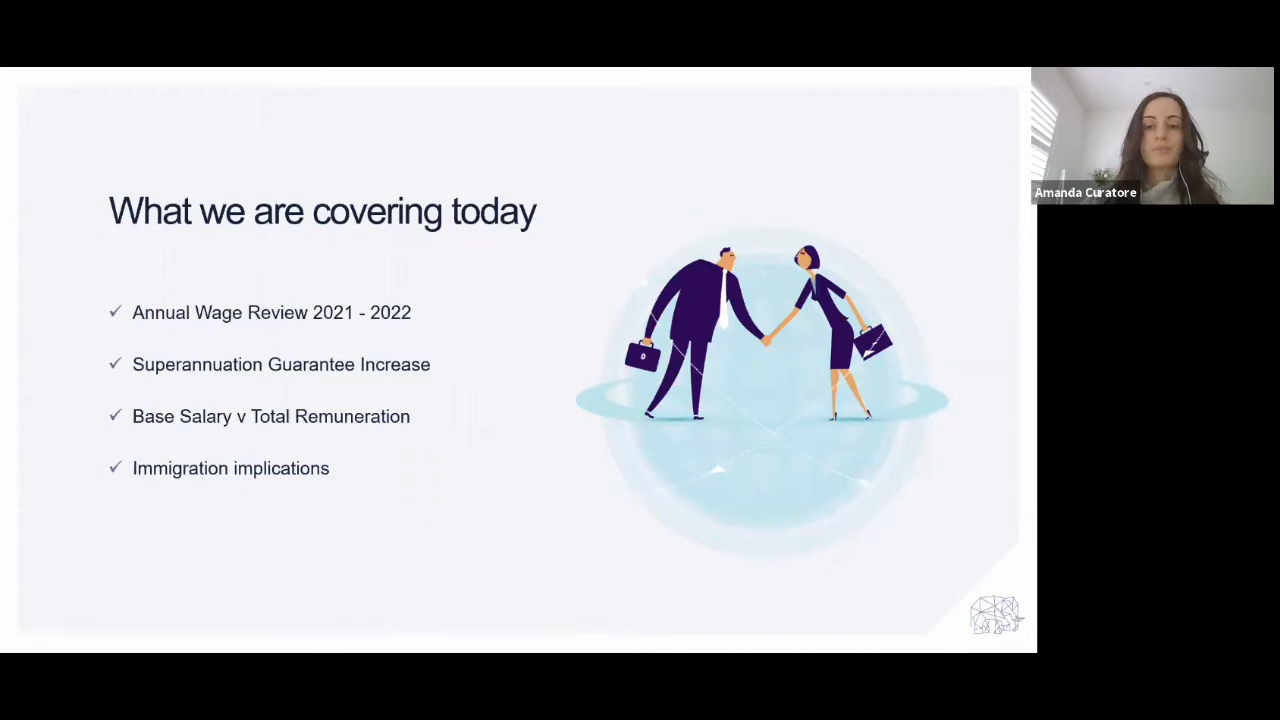 What we are covering today
Annual Wage Review 2021 - 2022
Superannuation Guarantee Increase
Base Salary v Total Remuneration
Immigration implications
Amanda Curatore